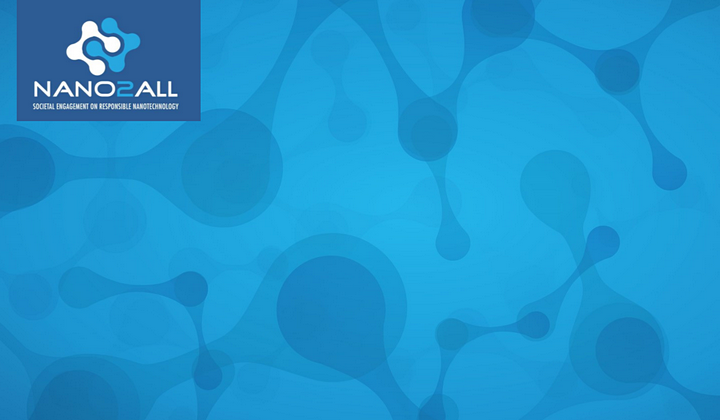 NANO2ALL
SOCIETAL ENGAGEMENT ON RESPONSIBLE NANOTECHNOLOGY